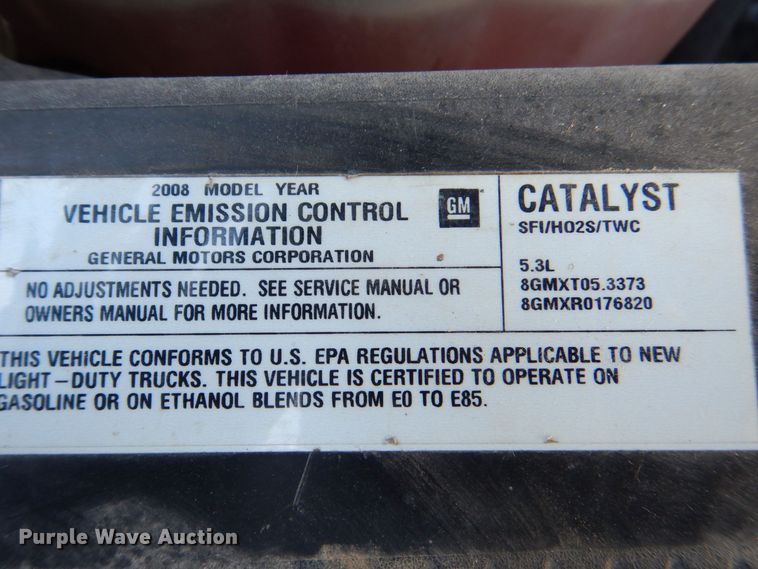 2008 MODEL YEAR
VEHICLE EMISSION CONTROL
INFORMATION
GENERAL MOTORS CORPORATION
GM
NO ADJUSTMENTS NEEDED. SEE SERVICE MANUAL OR
OWNERS MANUAL FOR MORE INFORMATION.
CATALYST
SFI/HO2S/TWC
5.3L
8GMXT05.3373
8GMXR0176820
THIS VEHICLE CONFORMS TO U.S. EPA REGULATIONS APPLICABLE TO NEW
LIGHT-DUTY TRUCKS. THIS VEHICLE IS CERTIFIED TO OPERATE ON
GASOLINE OR ON ETHANOL BLENDS FROM E0 TO E85.
Purple Wave Auction®